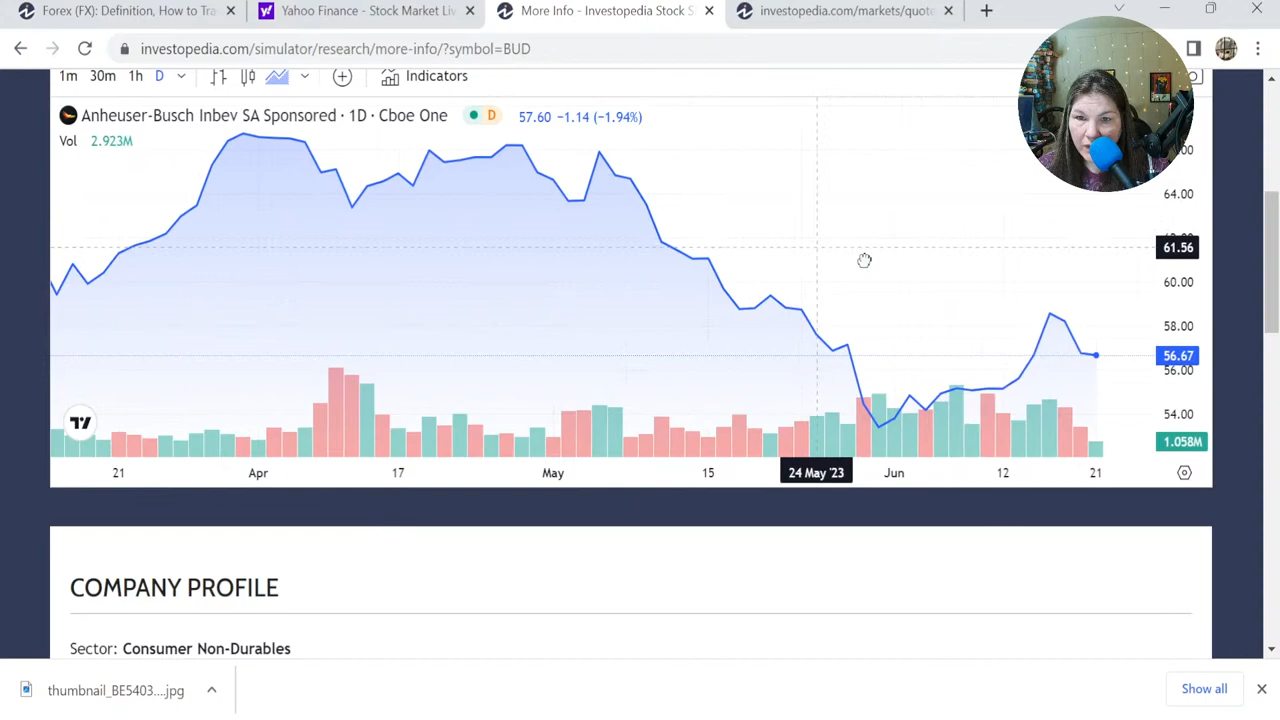 Forex (FX): Definition, How to Tra
Yahoo Finance - Stock Market Liv
More Info - Investopedia Stock S
investopedia.com/markets/quote
investopedia.com/simulator/research/more-info/?symbol=BUD
1m 30m 1h D Indicators
Anheuser-Busch Inbev SA Sponsored · 1D · Cboe One D 57.60 −1.14 (−1.94%)
Vol 2.923M
64.00
61.56
60.00
58.00
56.67
56.00
54.00
1.058M
21 Apr 17 May 15 24 May '23 Jun 12 21
COMPANY PROFILE
Sector: Consumer Non-Durables
thumbnail_BE5403....jpg
Show all